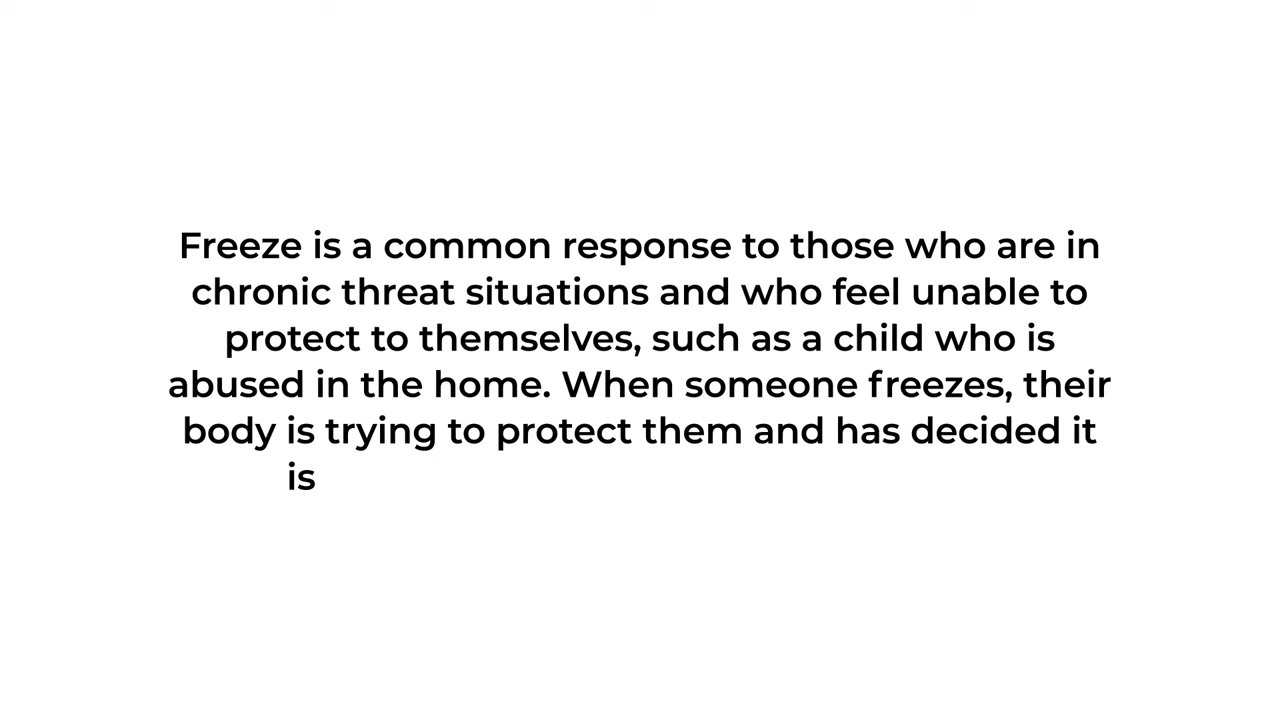 Freeze is a common response to those who are in
chronic threat situations and who feel unable to
protect to themselves, such as a child who is
abused in the home. When someone freezes, their
body is trying to protect them and has decided it
is